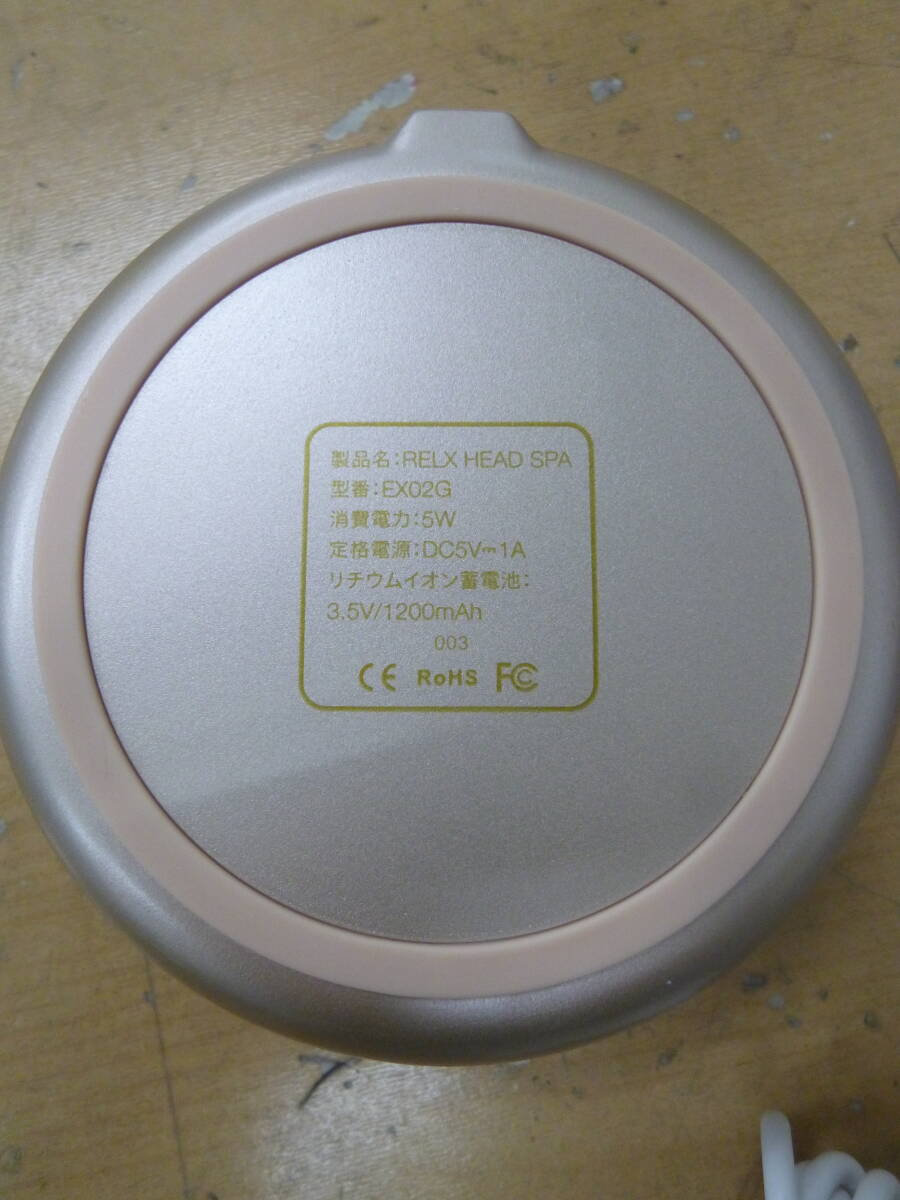 製品名:RELX HEAD SPA
型番:EX02G
消費電力:5W
定格電源:DC5V⎓1A
リチウムイオン蓄電池:
3.5V/1200mAh
003
CE RoHS FC